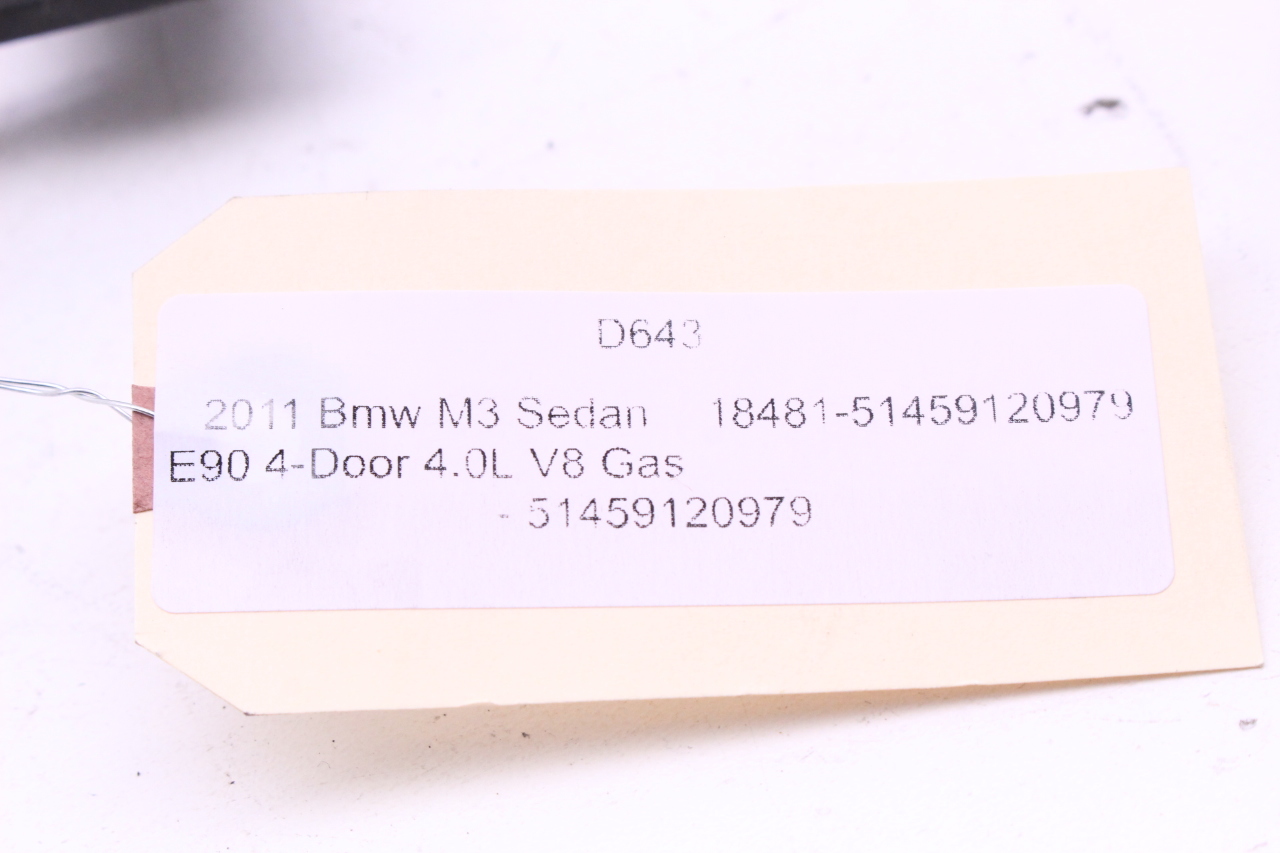 D643
2011 Bmw M3 Sedan 18481-51459120979
E90 4-Door 4.0L V8 Gas
- 51459120979